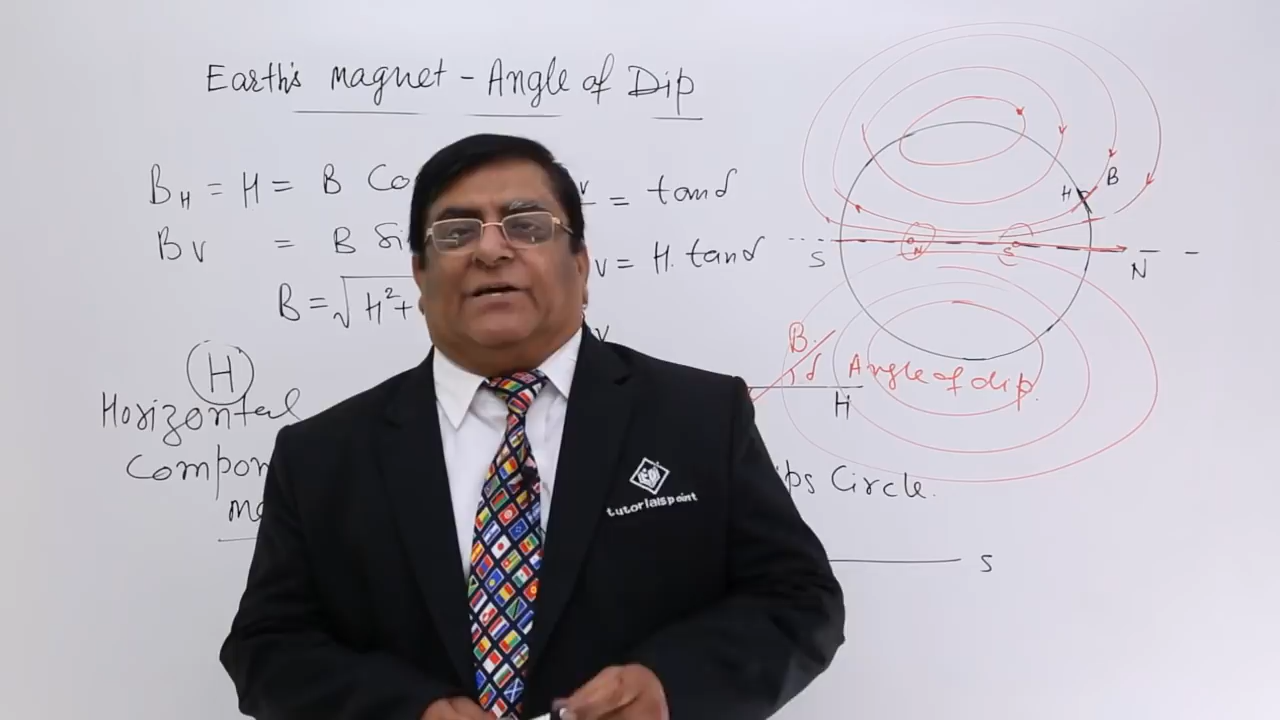 Earth's magnet - Angle of Dip
B_H = H = B Co
= tanδ
B_V = B Si
V = H. tanδ
B = √H² +
V
H
Horizontal
Compon
ma
H
B
S
N
S
N
B
δ
Angle of dip.
H
ps Circle.
S
tutorialspoint